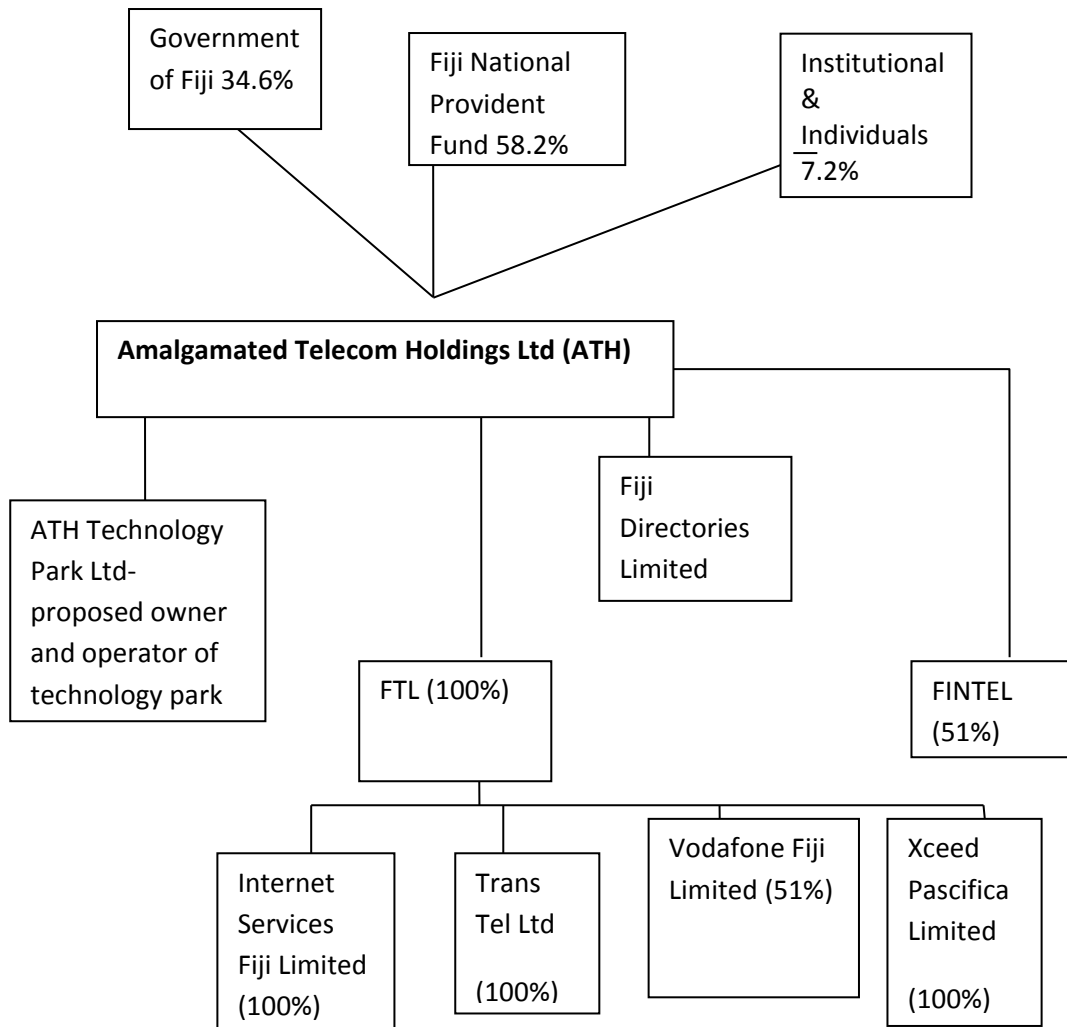 Government
of Fiji 34.6%
Fiji National
Provident
Fund 58.2%
Institutional
&
Individuals
7.2%
Amalgamated Telecom Holdings Ltd (ATH)
ATH Technology
Park Ltd-
proposed owner
and operator of
technology park
Fiji
Directories
Limited
FTL (100%)
FINTEL
(51%)
Internet
Services
Fiji Limited
(100%)
Trans
Tel Ltd
(100%)
Vodafone Fiji
Limited (51%)
Xceed
Pascifica
Limited
(100%)